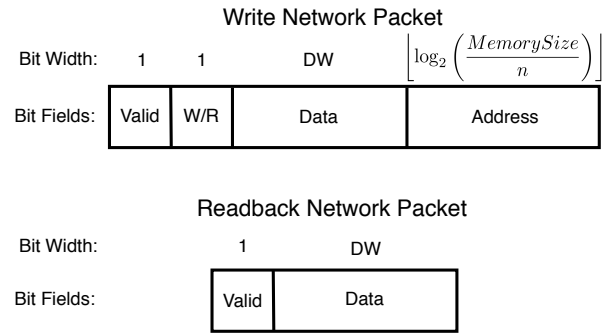 Write Network Packet
Bit Width: 1 1 DW ⌊log₂(MemorySize/n)⌋
Bit Fields: Valid W/R Data Address
Readback Network Packet
Bit Width: 1 DW
Bit Fields: Valid Data